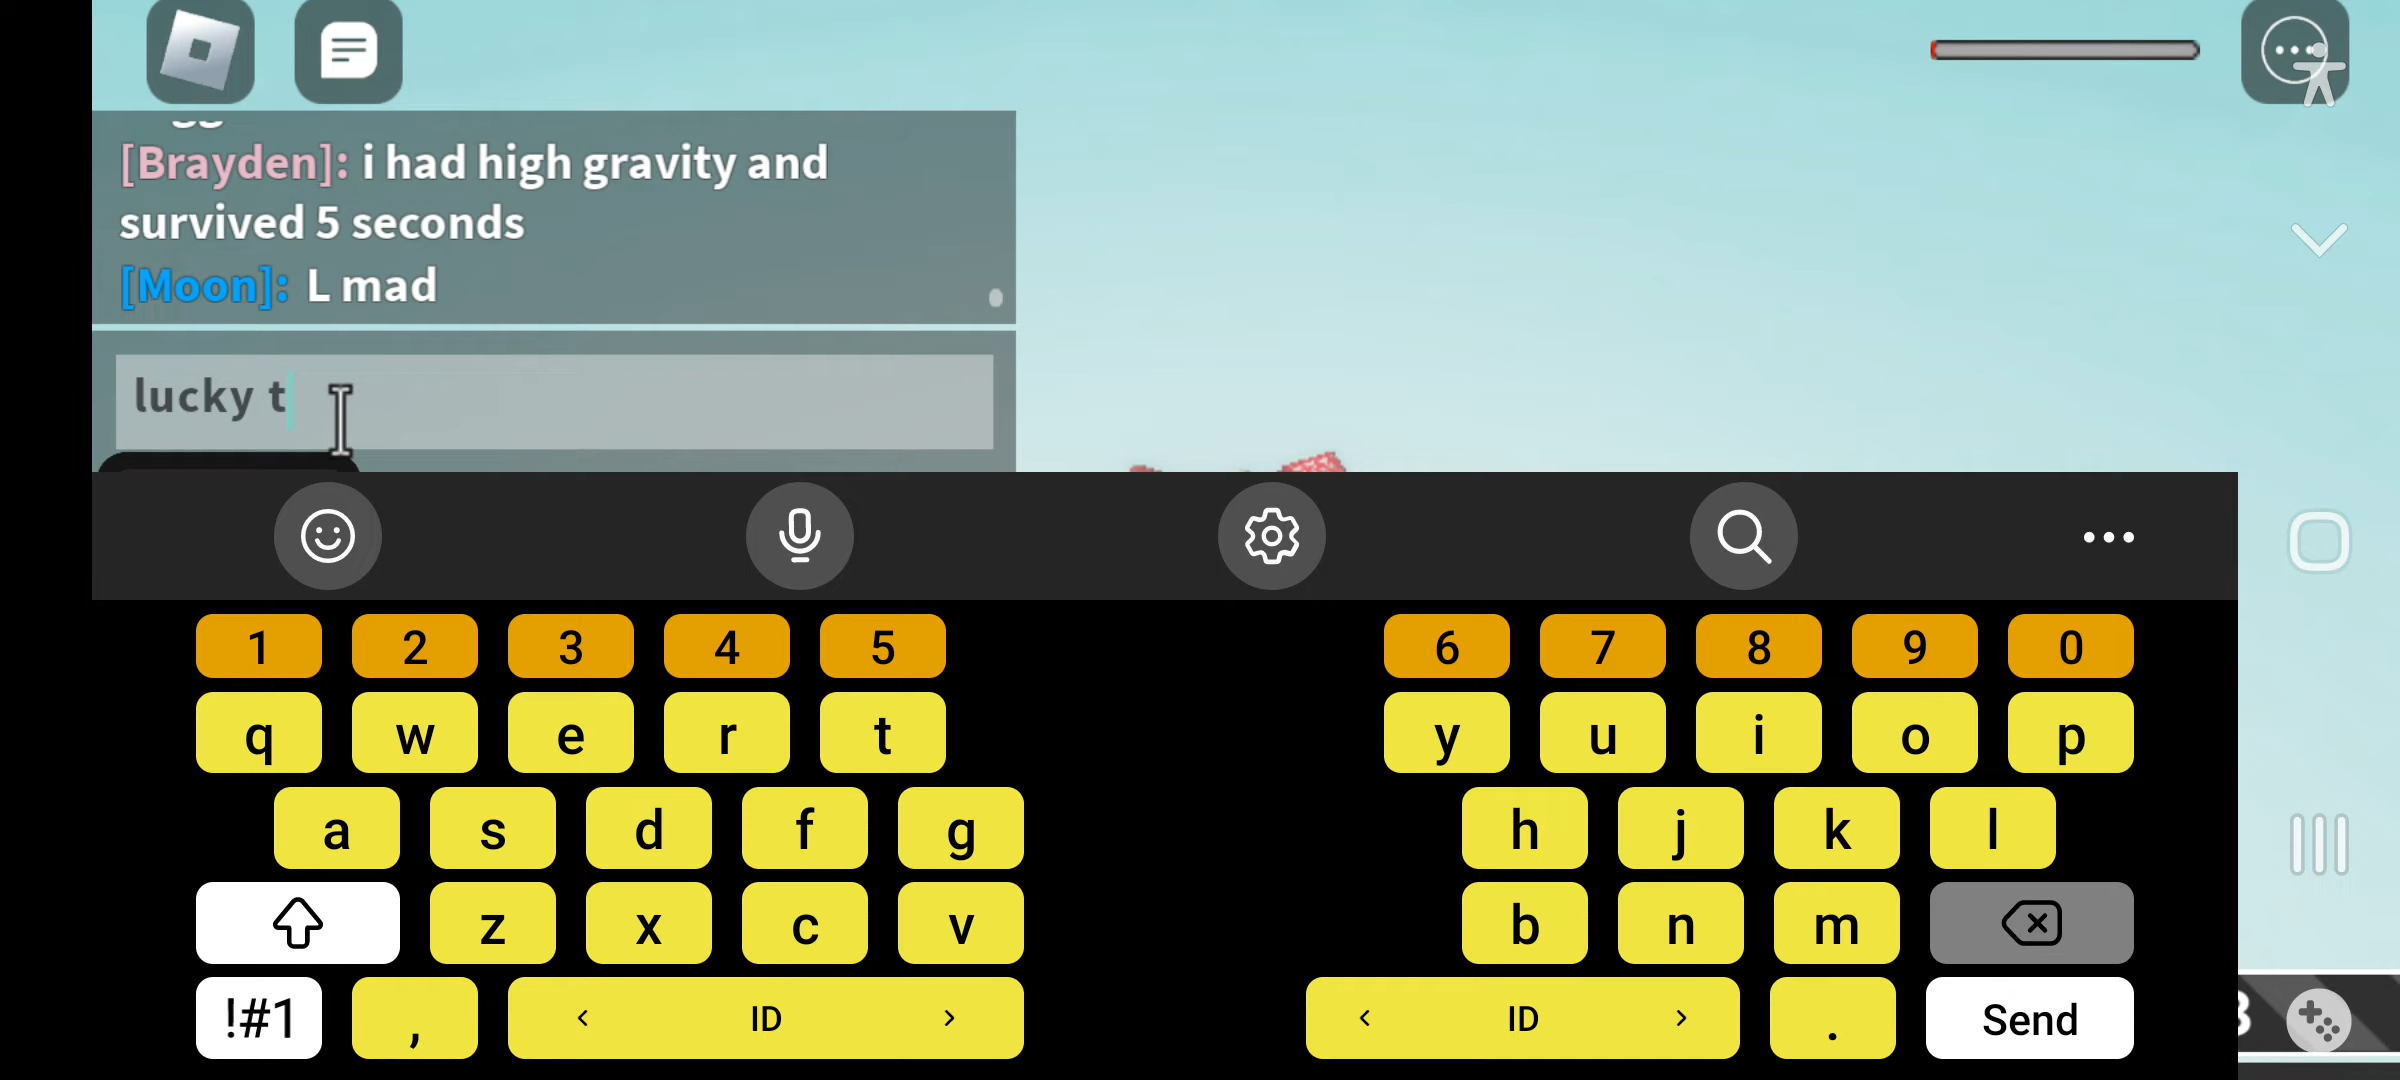 [Brayden]: i had high gravity and
survived 5 seconds
[Moon]: L mad
lucky t
1 2 3 4 5 6 7 8 9 0
q w e r t y u i o p
a s d f g h j k l
z x c v b n m
!#1 , < ID > < ID > . Send